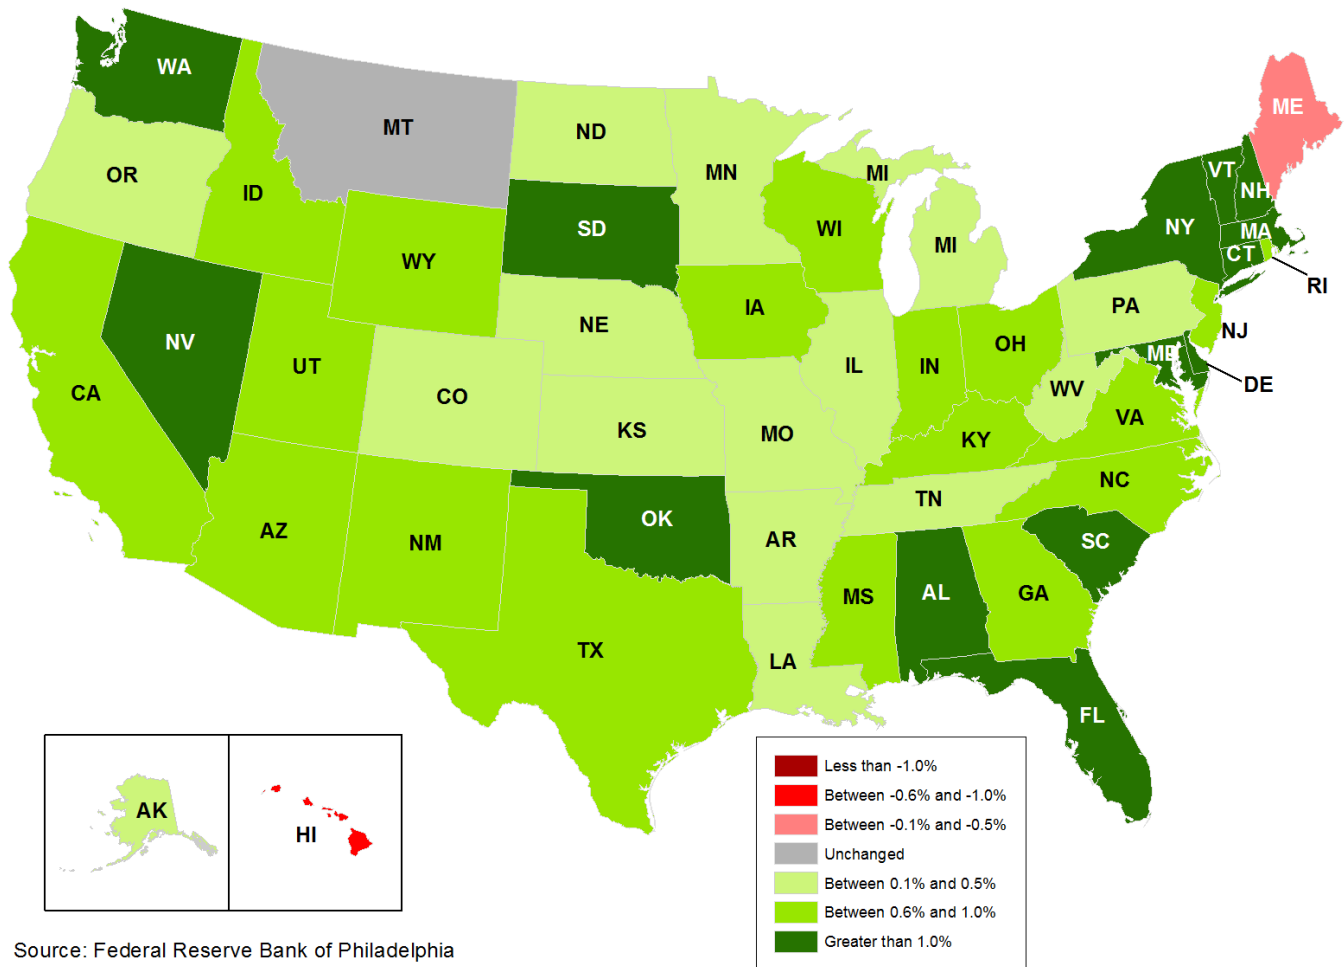 WA
MT
ND
ME
OR
MN
MI
VT
ID
NH
SD
WI
NY
MA
MI
CT
WY
RI
IA
PA
NE
NV
NJ
OH
MD
UT
IL
IN
DE
CA
CO
WV
KS
VA
MO
KY
NC
TN
OK
AZ
NM
AR
SC
MS
AL
GA
TX
LA
FL
AK
HI
Less than -1.0%
Between -0.6% and -1.0%
Between -0.1% and -0.5%
Unchanged
Between 0.1% and 0.5%
Between 0.6% and 1.0%
Greater than 1.0%
Source: Federal Reserve Bank of Philadelphia